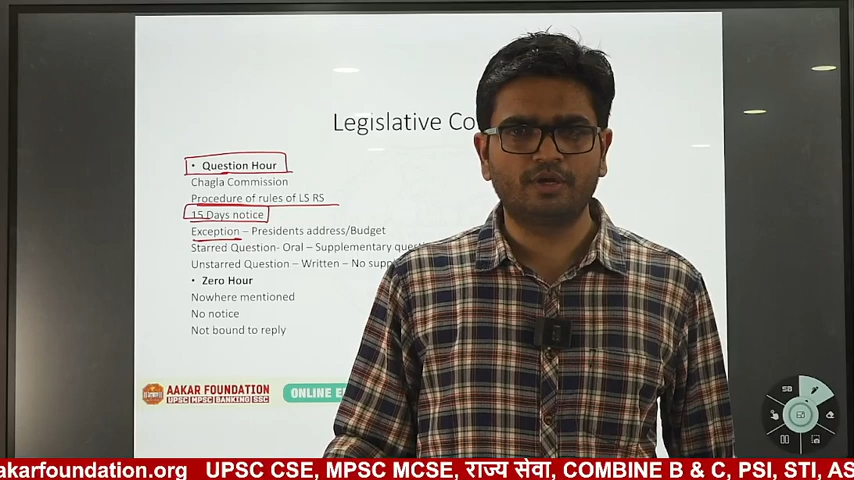 Legislative Co
• Question Hour
Chagla Commission
Procedure of rules of LS RS
15 Days notice
Exception – Presidents address/Budget
Starred Question- Oral – Supplementary questi
Unstarred Question – Written – No supp
• Zero Hour
Nowhere mentioned
No notice
Not bound to reply
AAKAR FOUNDATION
UPSC MPSC BANKING SSC
ONLINE E
SB
akarfoundation.org UPSC CSE, MPSC MCSE, राज्य सेवा, COMBINE B & C, PSI, STI, AS